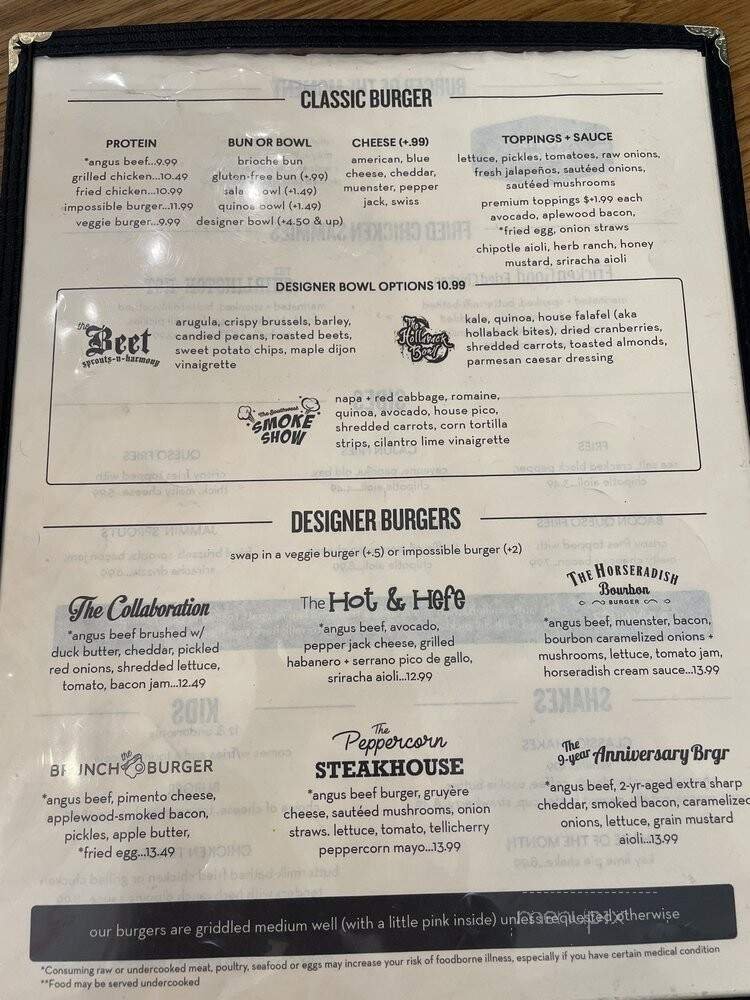 CLASSIC BURGER
PROTEIN
*angus beef...9.99
grilled chicken...10.49
fried chicken...10.99
impossible burger...11.99
veggie burger...9.99
BUN OR BOWL
brioche bun
gluten-free bun (+.99)
bowl (+1.49)
quinoa bowl (+1.49)
designer bowl (+4.50 & up)
CHEESE (+.99)
american, blue
cheese, cheddar,
muenster, pepper
jack, swiss
TOPPINGS + SAUCE
lettuce, pickles, tomatoes, raw onions,
fresh jalapeños, sautéed onions,
sautéed mushrooms
premium toppings $+1.99 each
avocado, aplewood bacon,
*fried egg, onion straws
chipotle aioli, herb ranch, honey
mustard, sriracha aioli
DESIGNER BOWL OPTIONS 10.99
the Beet
sprouts-n-harmony
arugula, crispy brussels, barley,
candied pecans, roasted beets,
sweet potato chips, maple dijon
vinaigrette
The Hollaback Bowl
kale, quinoa, house falafel (aka
hollaback bites), dried cranberries,
shredded carrots, toasted almonds,
parmesan caesar dressing
The Southwest
SMOKE
SHOW
napa + red cabbage, romaine,
quinoa, avocado, house pico,
shredded carrots, corn tortilla
strips, cilantro lime vinaigrette
DESIGNER BURGERS
swap in a veggie burger (+.5) or impossible burger (+2)
The Collaboration
*angus beef brushed w/
duck butter, cheddar, pickled
red onions, shredded lettuce,
tomato, bacon jam...12.49
The Hot & Hefe
*angus beef, avocado,
pepper jack cheese, grilled
habanero + serrano pico de gallo,
sriracha aioli...12.99
THE HORSERADISH
Bourbon
BURGER
*angus beef, muenster, bacon,
bourbon caramelized onions +
mushrooms, lettuce, tomato jam,
horseradish cream sauce...13.99
BRUNCH the BURGER
*angus beef, pimento cheese,
applewood-smoked bacon,
pickles, apple butter,
*fried egg...13.49
The
Peppercorn
STEAKHOUSE
*angus beef burger, gruyère
cheese, sautéed mushrooms, onion
straws. lettuce, tomato, tellicherry
peppercorn mayo...13.99
The
9-year Anniversary Brgr
*angus beef, 2-yr-aged extra sharp
cheddar, smoked bacon, caramelized
onions, lettuce, grain mustard
aioli...13.99
our burgers are griddled medium well (with a little pink inside) unless requested otherwise
menupix
*Consuming raw or undercooked meat, poultry, seafood or eggs may increase your risk of foodborne illness, especially if you have certain medical condition
**Food may be served undercooked